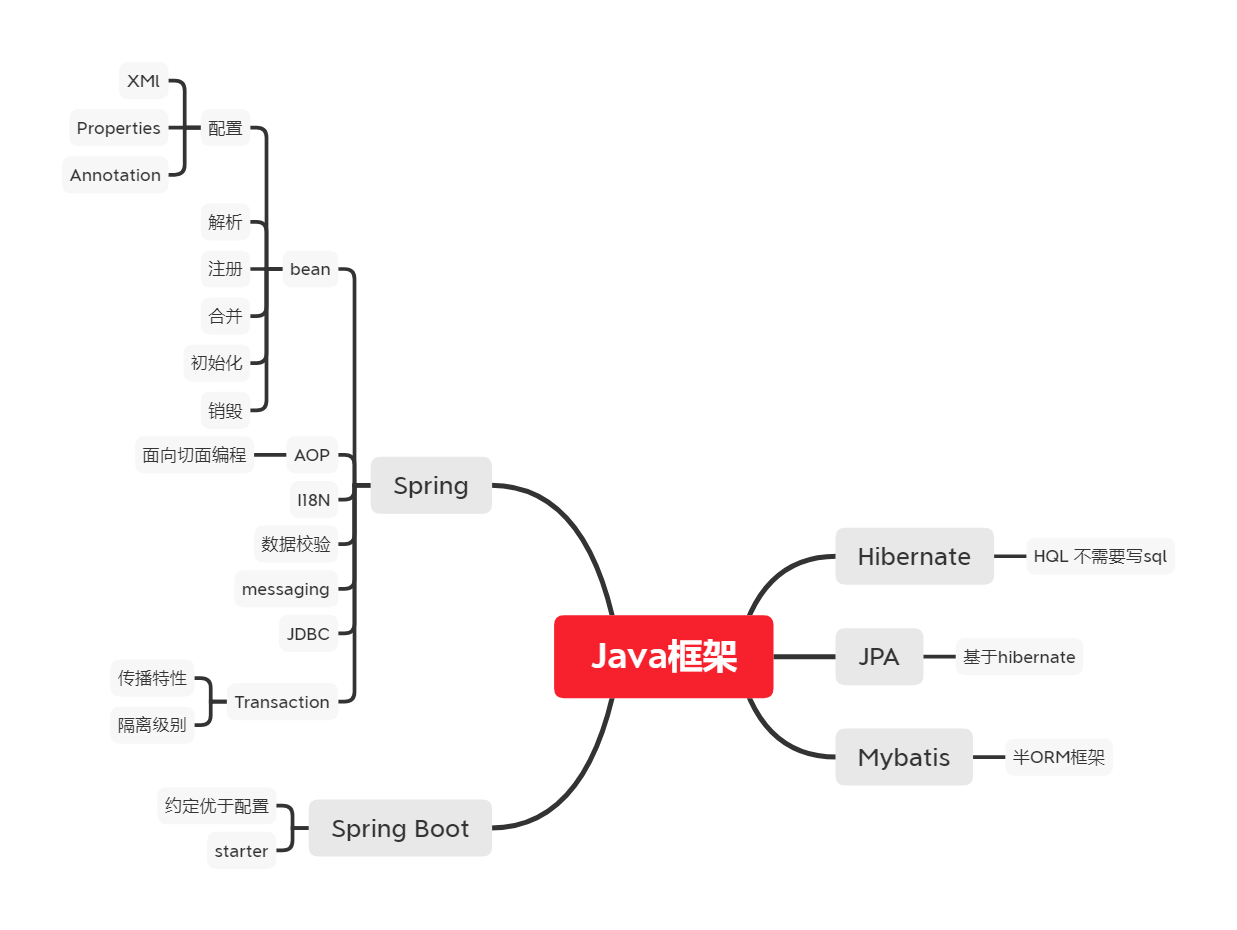 XMl
Properties
配置
Annotation
解析
注册
bean
合并
初始化
销毁
面向切面编程
AOP
Spring
I18N
数据校验
messaging
JDBC
传播特性
Transaction
隔离级别
约定优于配置
Spring Boot
starter
Java框架
Hibernate
HQL 不需要写sql
JPA
基于hibernate
Mybatis
半ORM框架